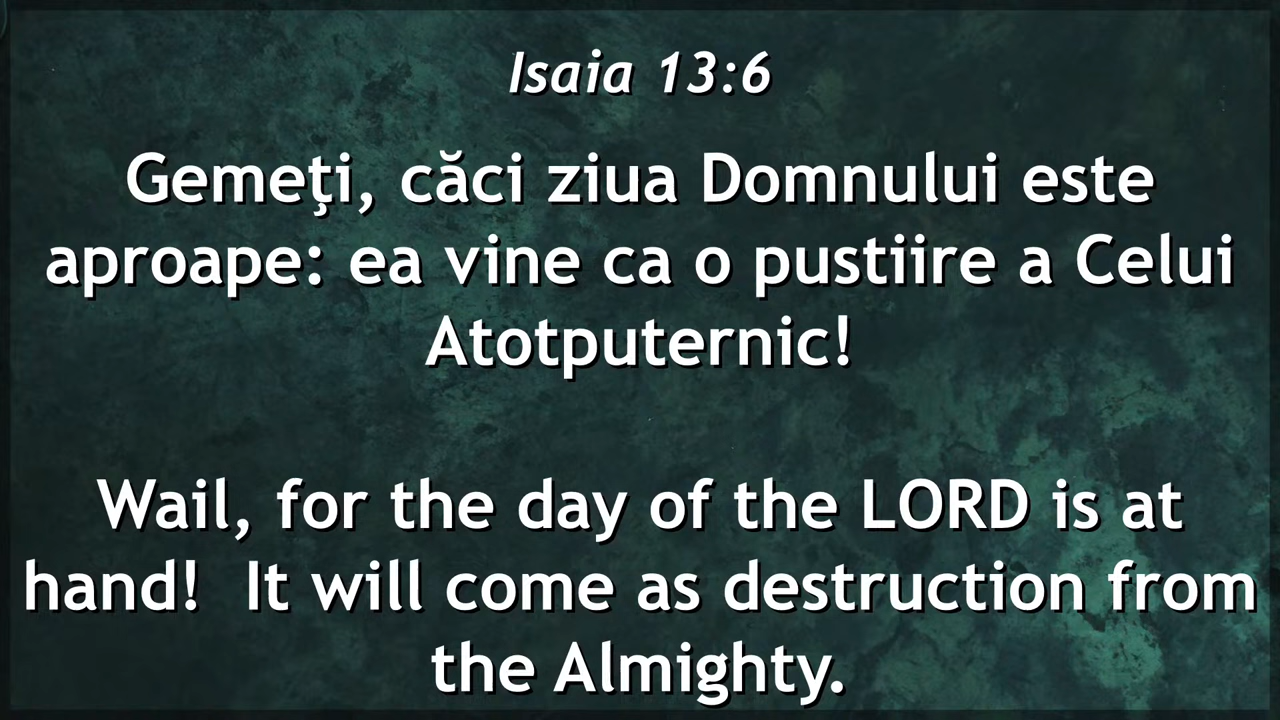 Isaia 13:6
Gemeţi, căci ziua Domnului este
aproape: ea vine ca o pustiire a Celui
Atotputernic!
Wail, for the day of the LORD is at
hand!  It will come as destruction from
the Almighty.